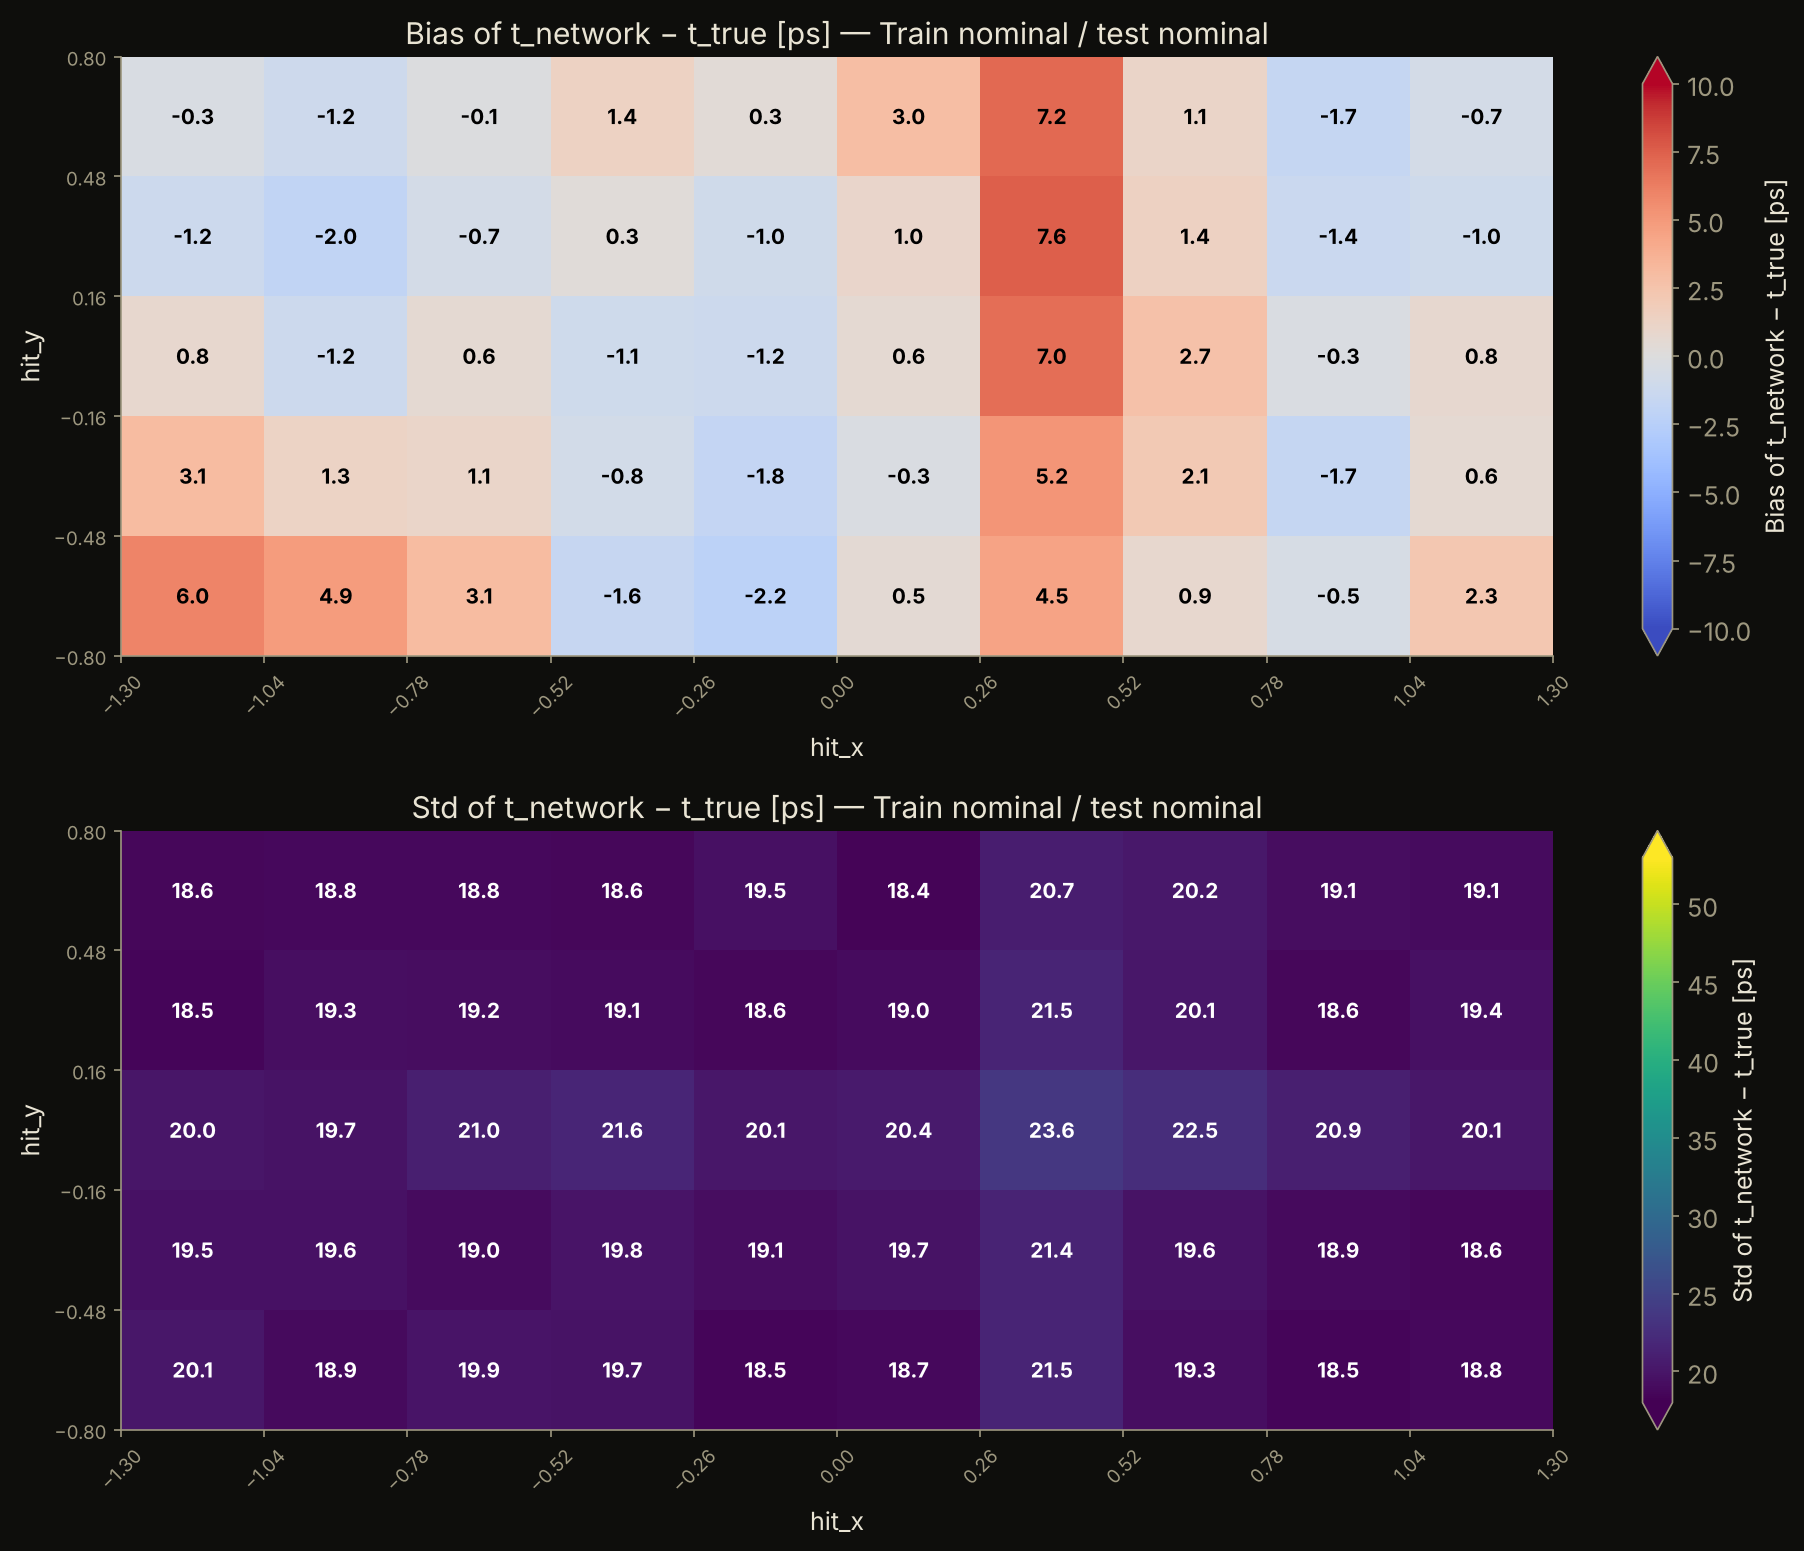 Bias of t_network − t_true [ps] — Train nominal / test nominal
0.80
-0.3 -1.2 -0.1 1.4 0.3 3.0 7.2 1.1 -1.7 -0.7
0.48
-1.2 -2.0 -0.7 0.3 -1.0 1.0 7.6 1.4 -1.4 -1.0
0.16
0.8 -1.2 0.6 -1.1 -1.2 0.6 7.0 2.7 -0.3 0.8
−0.16
3.1 1.3 1.1 -0.8 -1.8 -0.3 5.2 2.1 -1.7 0.6
−0.48
6.0 4.9 3.1 -1.6 -2.2 0.5 4.5 0.9 -0.5 2.3
−0.80
hit_y
−1.30 −1.04 −0.78 −0.52 −0.26 0.00 0.26 0.52 0.78 1.04 1.30
hit_x
10.0
7.5
5.0
2.5
0.0
−2.5
−5.0
−7.5
−10.0
Bias of t_network − t_true [ps]
Std of t_network − t_true [ps] — Train nominal / test nominal
0.80
18.6 18.8 18.8 18.6 19.5 18.4 20.7 20.2 19.1 19.1
0.48
18.5 19.3 19.2 19.1 18.6 19.0 21.5 20.1 18.6 19.4
0.16
20.0 19.7 21.0 21.6 20.1 20.4 23.6 22.5 20.9 20.1
−0.16
19.5 19.6 19.0 19.8 19.1 19.7 21.4 19.6 18.9 18.6
−0.48
20.1 18.9 19.9 19.7 18.5 18.7 21.5 19.3 18.5 18.8
−0.80
hit_y
−1.30 −1.04 −0.78 −0.52 −0.26 0.00 0.26 0.52 0.78 1.04 1.30
hit_x
50
45
40
35
30
25
20
Std of t_network − t_true [ps]